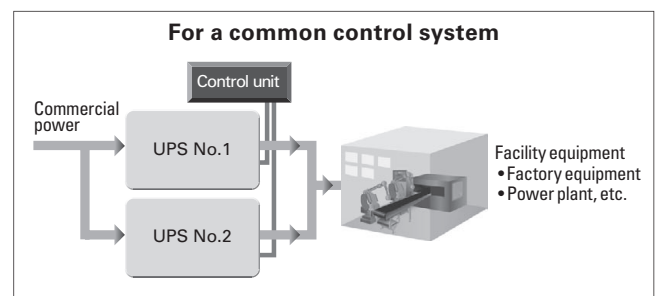 For a common control system
Control unit
Commercial
power
UPS No.1
UPS No.2
Facility equipment
•Factory equipment
•Power plant, etc.